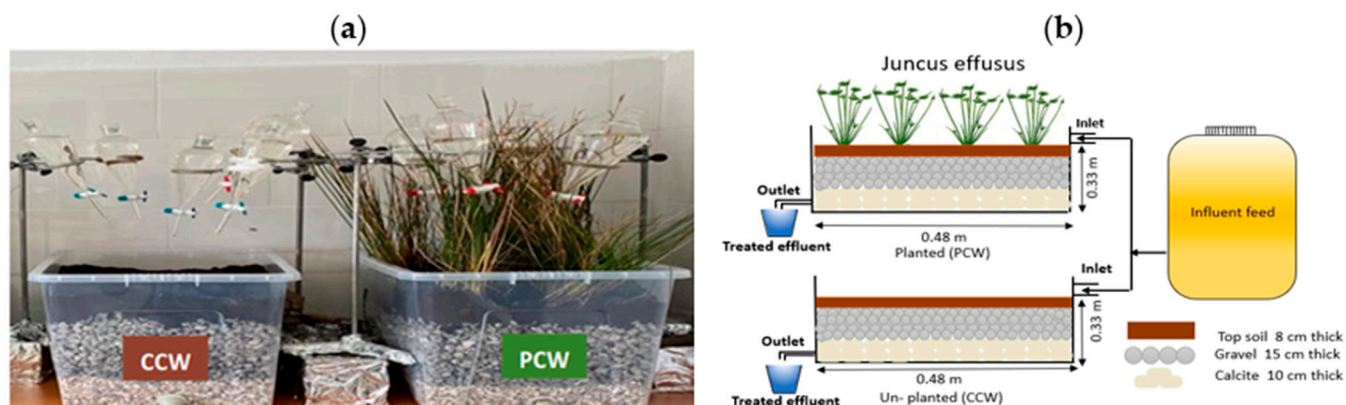 (a)
CCW
PCW
(b)
Juncus effusus
Inlet
Outlet
0.33 m
Influent feed
Treated effluent
0.48 m
Planted (PCW)
Inlet
Outlet
0.33 m
Treated effluent
0.48 m
Un- planted (CCW)
Top soil 8 cm thick
Gravel 15 cm thick
Calcite 10 cm thick